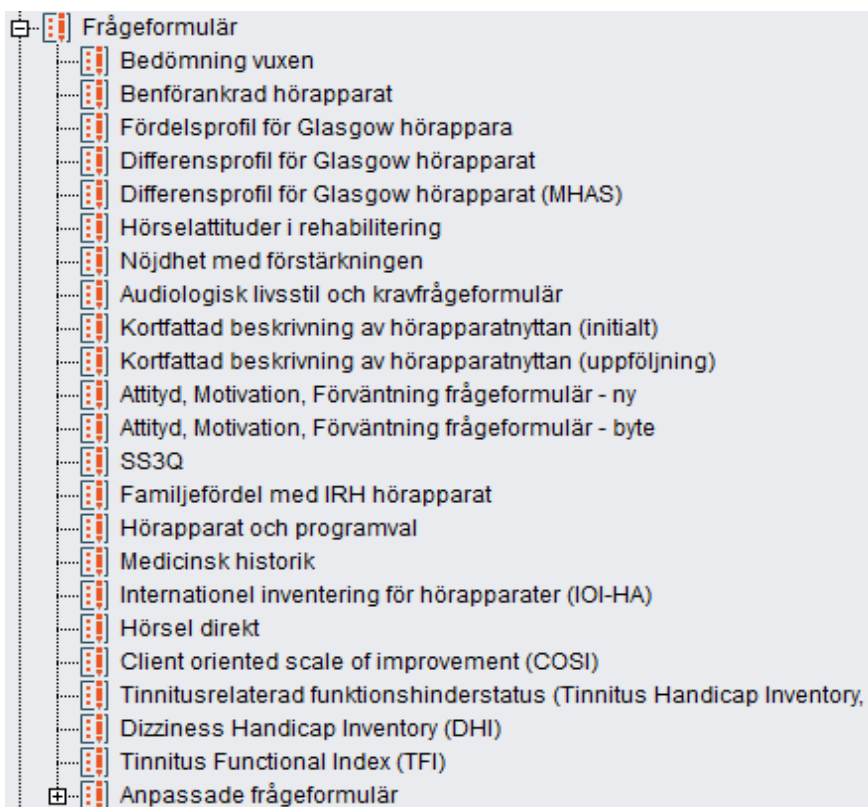 Frågeformulär
Bedömning vuxen
Benförankrad hörapparat
Fördelsprofil för Glasgow hörappara
Differensprofil för Glasgow hörapparat
Differensprofil för Glasgow hörapparat (MHAS)
Hörselattituder i rehabilitering
Nöjdhet med förstärkningen
Audiologisk livsstil och kravfrågeformulär
Kortfattad beskrivning av hörapparatnyttan (initialt)
Kortfattad beskrivning av hörapparatnyttan (uppföljning)
Attityd, Motivation, Förväntning frågeformulär - ny
Attityd, Motivation, Förväntning frågeformulär - byte
SS3Q
Familjefördel med IRH hörapparat
Hörapparat och programval
Medicinsk historik
Internationel inventering för hörapparater (IOI-HA)
Hörsel direkt
Client oriented scale of improvement (COSI)
Tinnitusrelaterad funktionshinderstatus (Tinnitus Handicap Inventory,
Dizziness Handicap Inventory (DHI)
Tinnitus Functional Index (TFI)
Anpassade frågeformulär